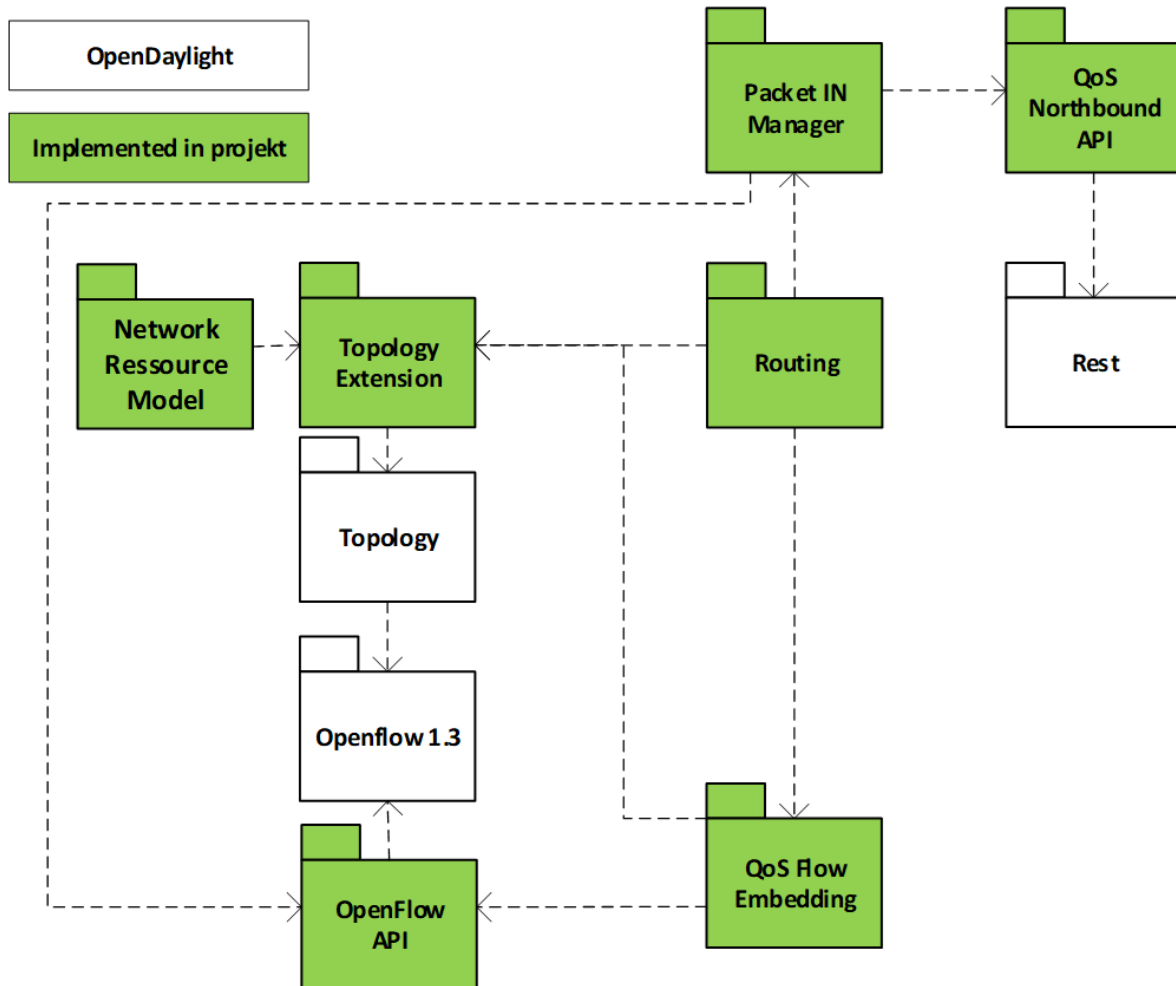 OpenDaylight
Implemented in projekt
Packet IN
Manager
QoS
Northbound
API
Network
Ressource
Model
Topology
Extension
Routing
Rest
Topology
Openflow 1.3
OpenFlow
API
QoS Flow
Embedding